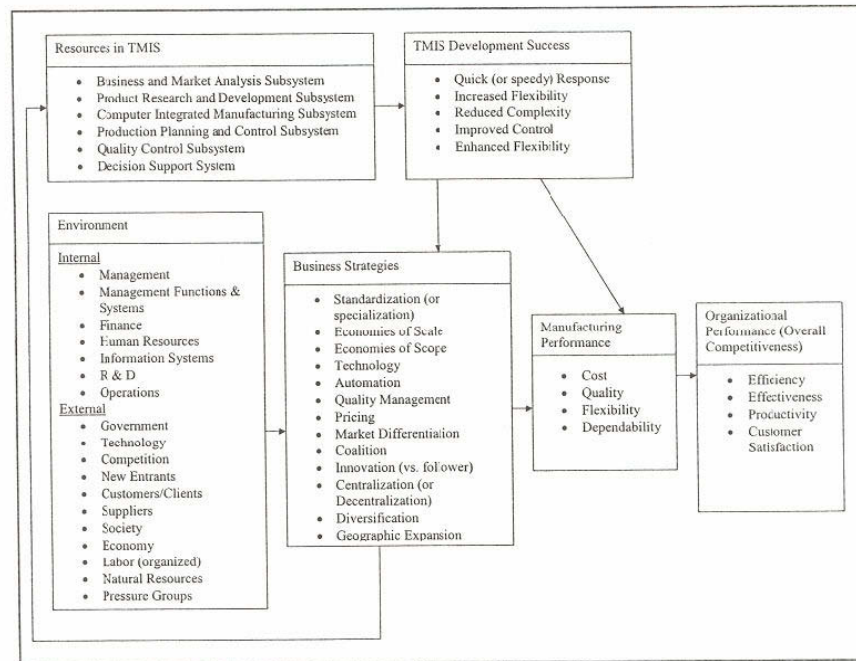 Resources in TMIS
Business and Market Analysis Subsystem
Product Research and Development Subsystem
Computer Integrated Manufacturing Subsystem
Production Planning and Control Subsystem
Quality Control Subsystem
Decision Support System
TMIS Development Success
Quick (or speedy) Response
Increased Flexibility
Reduced Complexity
Improved Control
Enhanced Flexibility
Environment
Internal
Management
Management Functions &
Systems
Finance
Human Resources
Information Systems
R & D
Operations
External
Government
Technology
Competition
New Entrants
Customers/Clients
Suppliers
Society
Economy
Labor (organized)
Natural Resources
Pressure Groups
Business Strategies
Standardization (or
specialization)
Economies of Scale
Economies of Scope
Technology
Automation
Quality Management
Pricing
Market Differentiation
Coalition
Innovation (vs. follower)
Centralization (or
Decentralization)
Diversification
Geographic Expansion
Manufacturing
Performance
Cost
Quality
Flexibility
Dependability
Organizational
Performance (Overall
Competitiveness)
Efficiency
Effectiveness
Productivity
Customer
Satisfaction